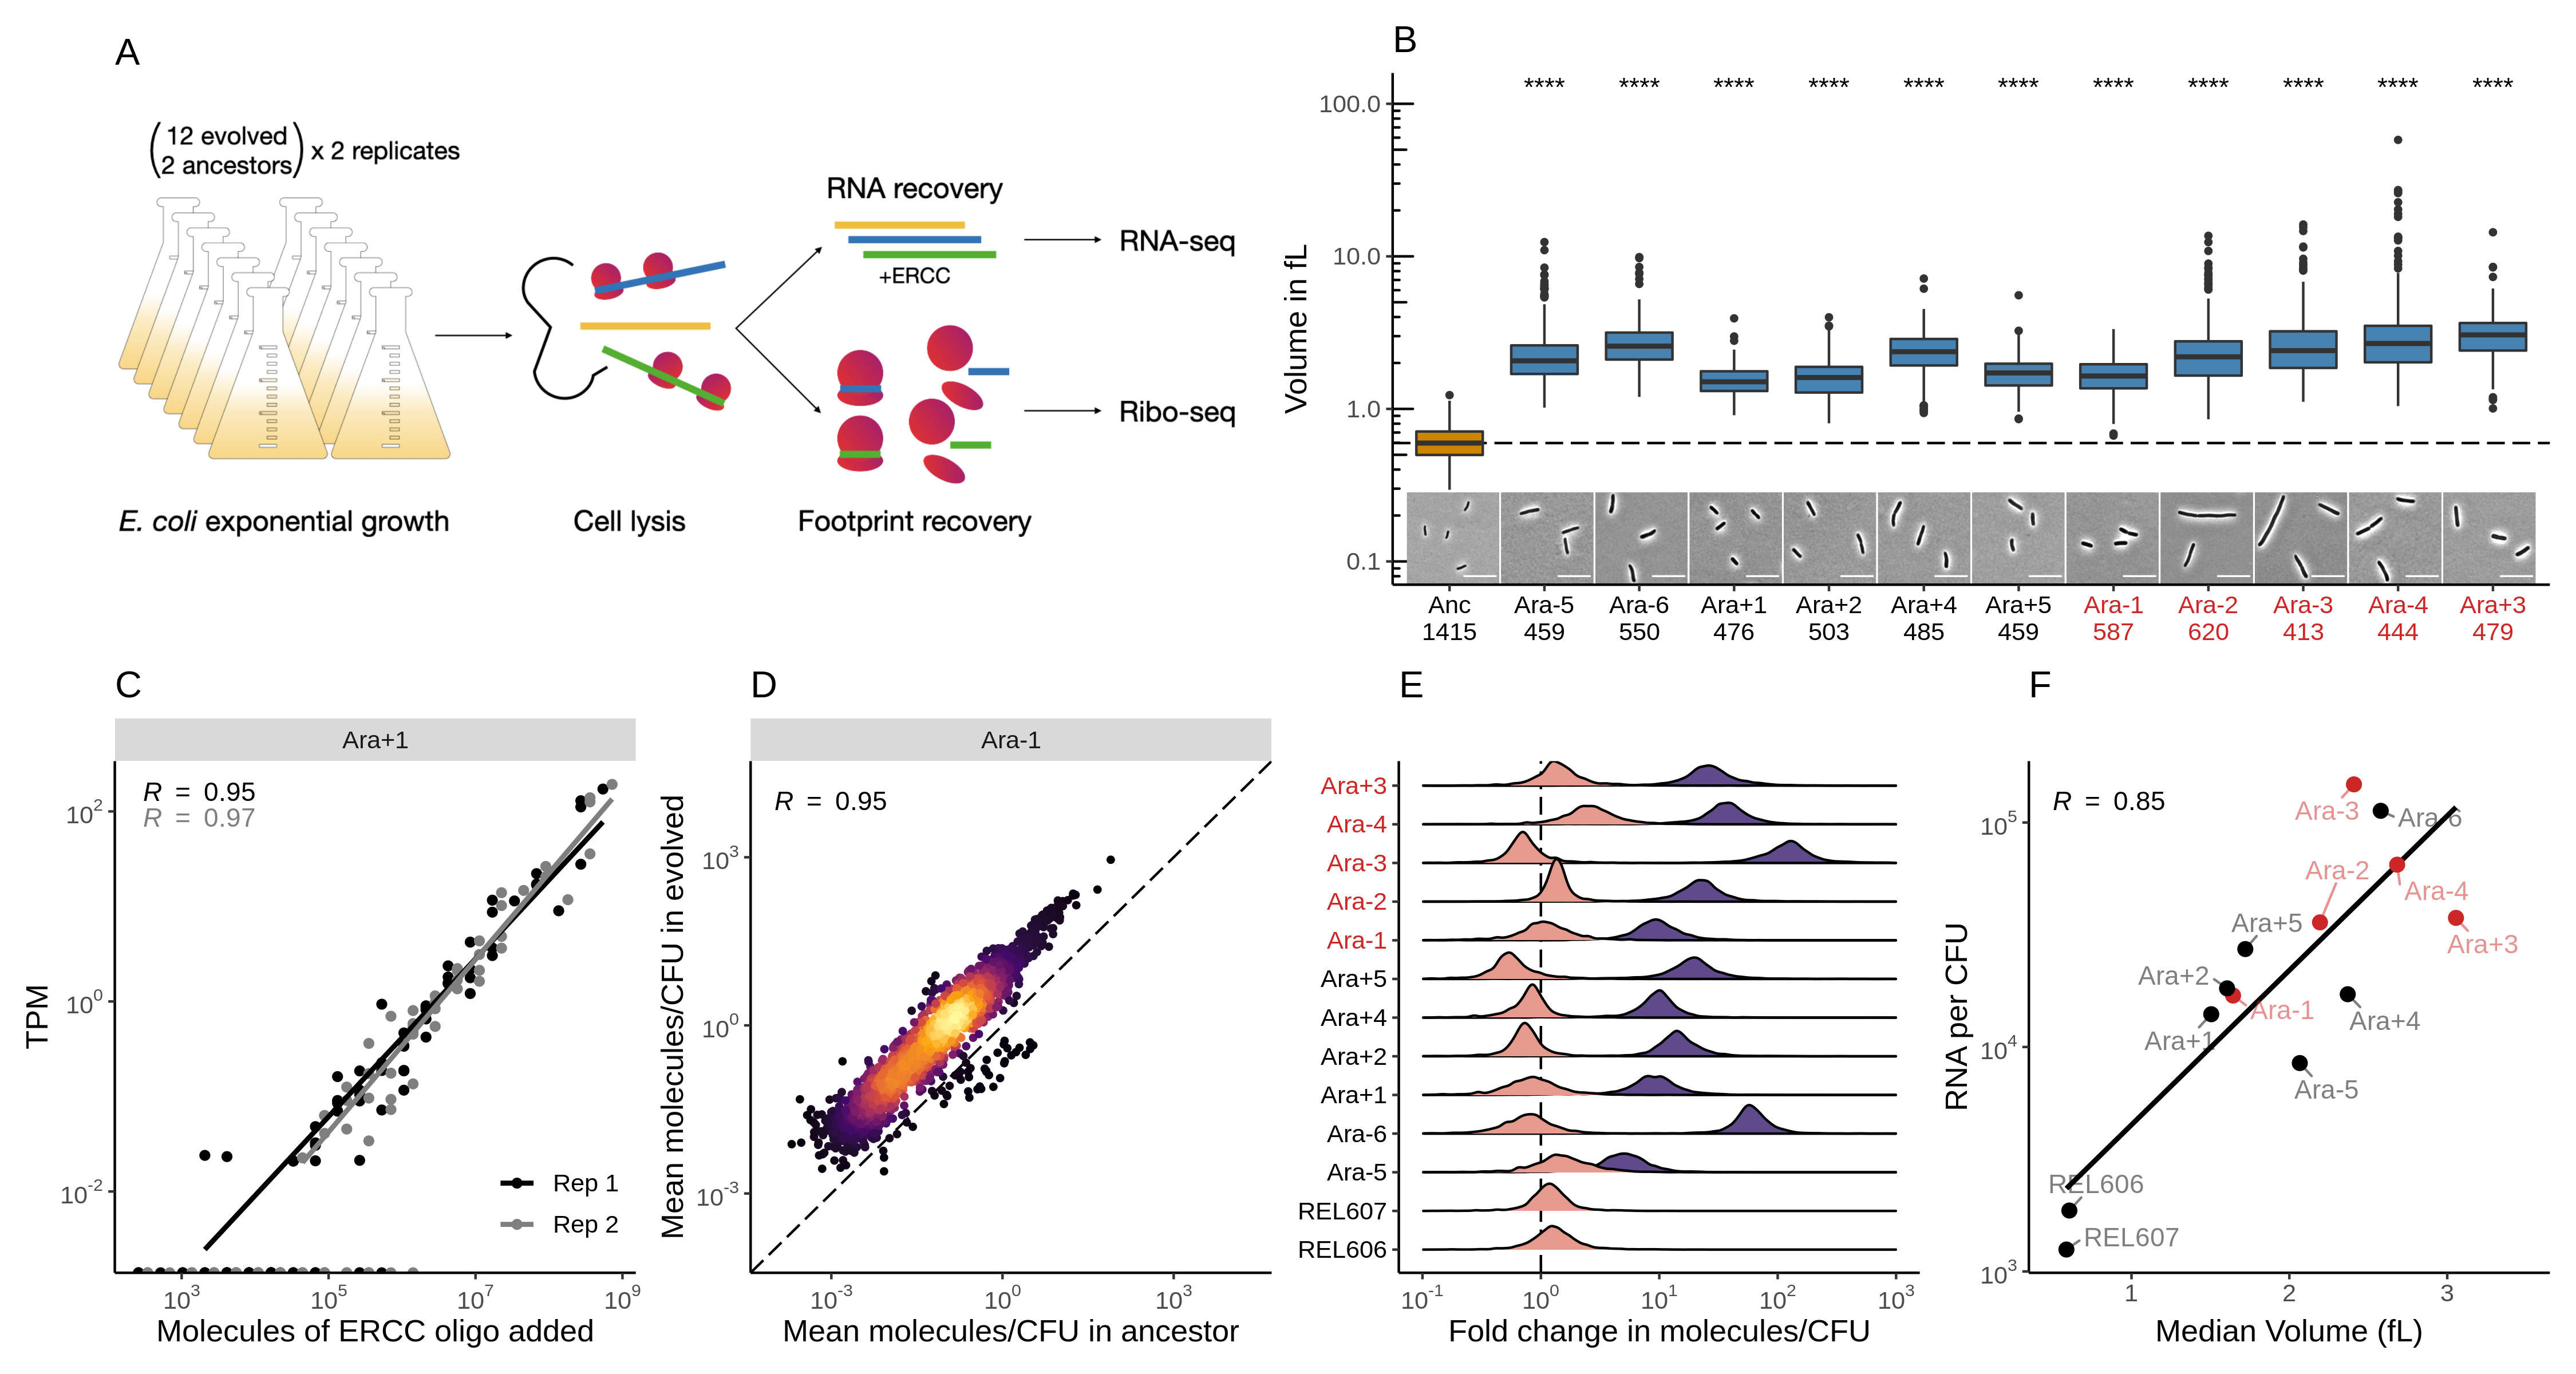 A
12 evolved
2 ancestors
x 2 replicates
RNA recovery
+ERCC
RNA-seq
Ribo-seq
E. coli exponential growth
Cell lysis
Footprint recovery
B
**** **** **** **** **** **** **** **** **** **** ****
Volume in fL
100.0
10.0
1.0
0.1
Anc Ara-5 Ara-6 Ara+1 Ara+2 Ara+4 Ara+5 Ara-1 Ara-2 Ara-3 Ara-4 Ara+3
1415 459 550 476 503 485 459 587 620 413 444 479
C
Ara+1
R = 0.95
R = 0.97
TPM
10^2
10^0
10^-2
Rep 1
Rep 2
10^3 10^5 10^7 10^9
Molecules of ERCC oligo added
D
Ara-1
R = 0.95
Mean molecules/CFU in evolved
10^3
10^0
10^-3
10^-3 10^0 10^3
Mean molecules/CFU in ancestor
E
Ara+3
Ara-4
Ara-3
Ara-2
Ara-1
Ara+5
Ara+4
Ara+2
Ara+1
Ara-6
Ara-5
REL607
REL606
10^-1 10^0 10^1 10^2 10^3
Fold change in molecules/CFU
F
R = 0.85
RNA per CFU
10^5
10^4
10^3
Ara-3
Ara-6
Ara-2
Ara-4
Ara+5
Ara+3
Ara+2
Ara-1
Ara+4
Ara+1
Ara-5
REL606
REL607
1 2 3
Median Volume (fL)